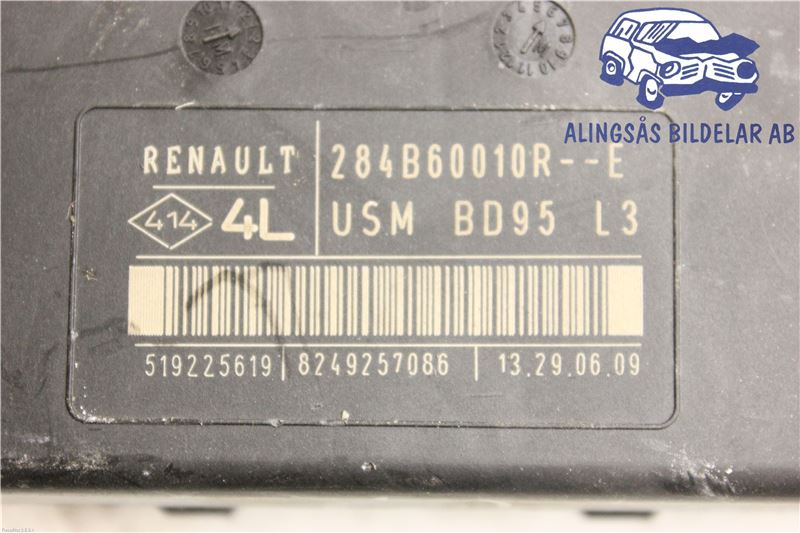 ALINGSÅS BILDELAR AB
RENAULT
284B60010R--E
414
4L
USM BD95 L3
519225619
8249257086
13.29.06.09